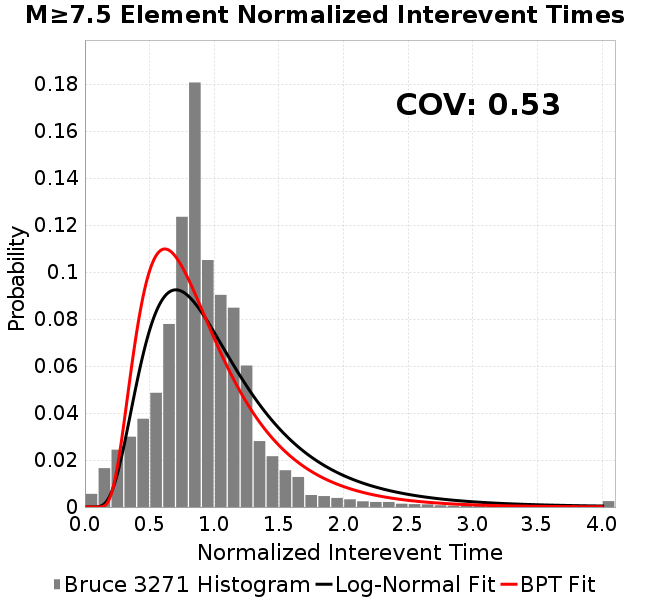 M≥7.5 Element Normalized Interevent Times
COV: 0.53
0.18
0.16
0.14
0.12
0.1
0.08
0.06
0.04
0.02
0
Probability
0.0 0.5 1.0 1.5 2.0 2.5 3.0 3.5 4.0
Normalized Interevent Time
Bruce 3271 Histogram Log-Normal Fit BPT Fit